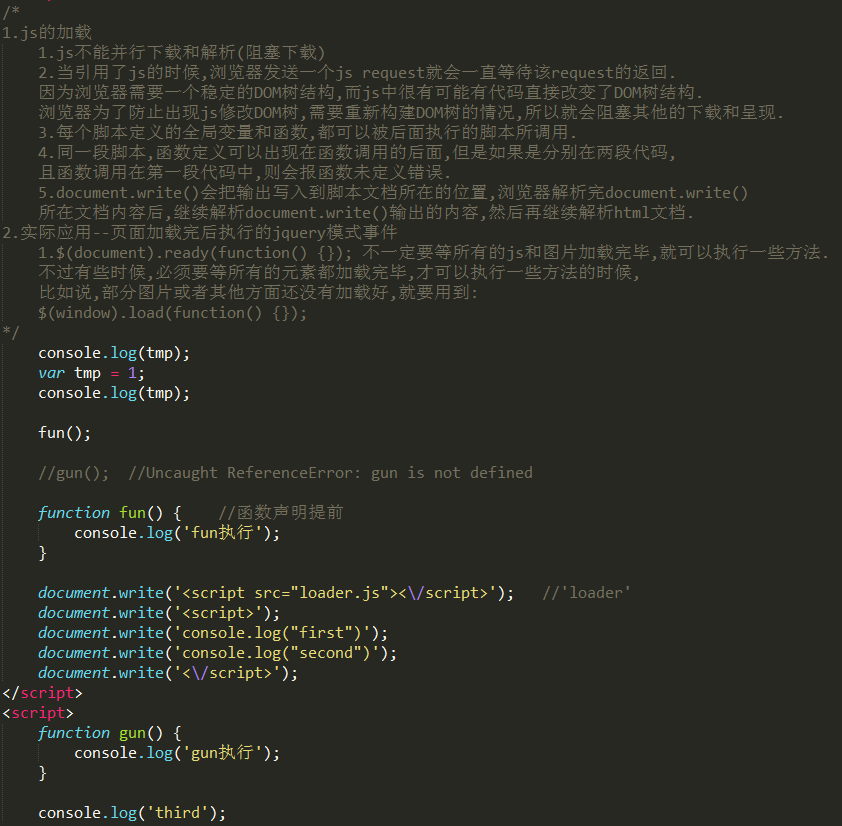 /*
1.js的加载
    1.js不能并行下载和解析(阻塞下载)
    2.当引用了js的时候,浏览器发送一个js request就会一直等待该request的返回.
    因为浏览器需要一个稳定的DOM树结构,而js中很有可能有代码直接改变了DOM树结构.
    浏览器为了防止出现js修改DOM树,需要重新构建DOM树的情况,所以就会阻塞其他的下载和呈现.
    3.每个脚本定义的全局变量和函数,都可以被后面执行的脚本所调用.
    4.同一段脚本,函数定义可以出现在函数调用的后面,但是如果是分别在两段代码,
    且函数调用在第一段代码中,则会报函数未定义错误.
    5.document.write()会把输出写入到脚本文档所在的位置,浏览器解析完document.write()
    所在文档内容后,继续解析document.write()输出的内容,然后再继续解析html文档.
2.实际应用--页面加载完后执行的jquery模式事件
    1.$(document).ready(function() {}); 不一定要等所有的js和图片加载完毕,就可以执行一些方法.
    不过有些时候,必须要等所有的元素都加载完毕,才可以执行一些方法的时候,
    比如说,部分图片或者其他方面还没有加载好,就要用到:
    $(window).load(function() {});
*/
    console.log(tmp);
    var tmp = 1;
    console.log(tmp);

    fun();

    //gun();  //Uncaught ReferenceError: gun is not defined

    function fun() {    //函数声明提前
        console.log('fun执行');
    }

    document.write('<script src="loader.js"><\/script>');   //'loader'
    document.write('<script>');
    document.write('console.log("first")');
    document.write('console.log("second")');
    document.write('<\/script>');
</script>
<script>
    function gun() {
        console.log('gun执行');
    }

    console.log('third');